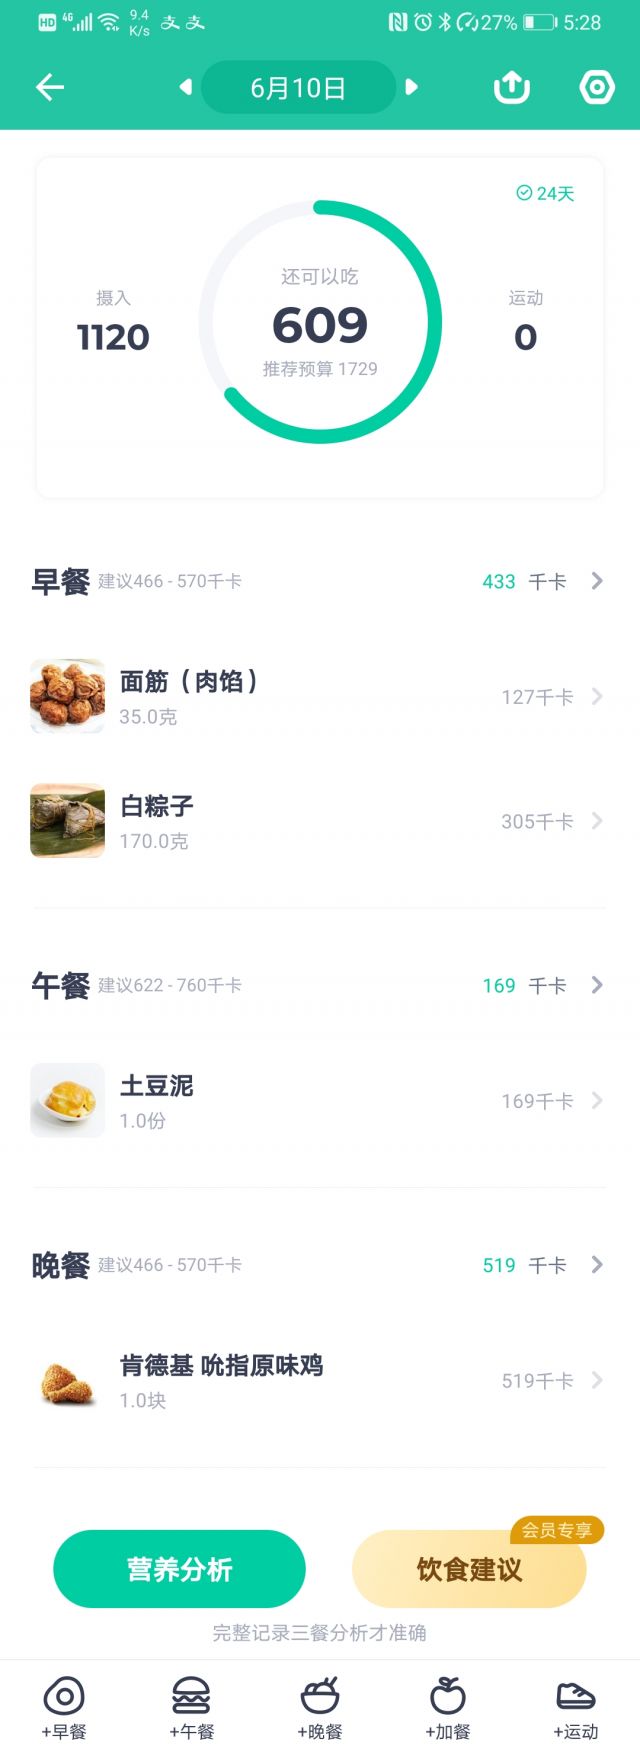 HD 4G 9.4 K/s 支 支 27% 5:28
6月10日
24天
还可以吃
摄入
运动
1120
609
0
推荐预算 1729
早餐 建议466 - 570千卡 433 千卡
面筋（肉馅）
127千卡
35.0克
白粽子
305千卡
170.0克
午餐 建议622 - 760千卡 169 千卡
土豆泥
169千卡
1.0份
晚餐 建议466 - 570千卡 519 千卡
肯德基 吮指原味鸡
519千卡
1.0块
会员专享
营养分析 饮食建议
完整记录三餐分析才准确
+早餐 +午餐 +晚餐 +加餐 +运动